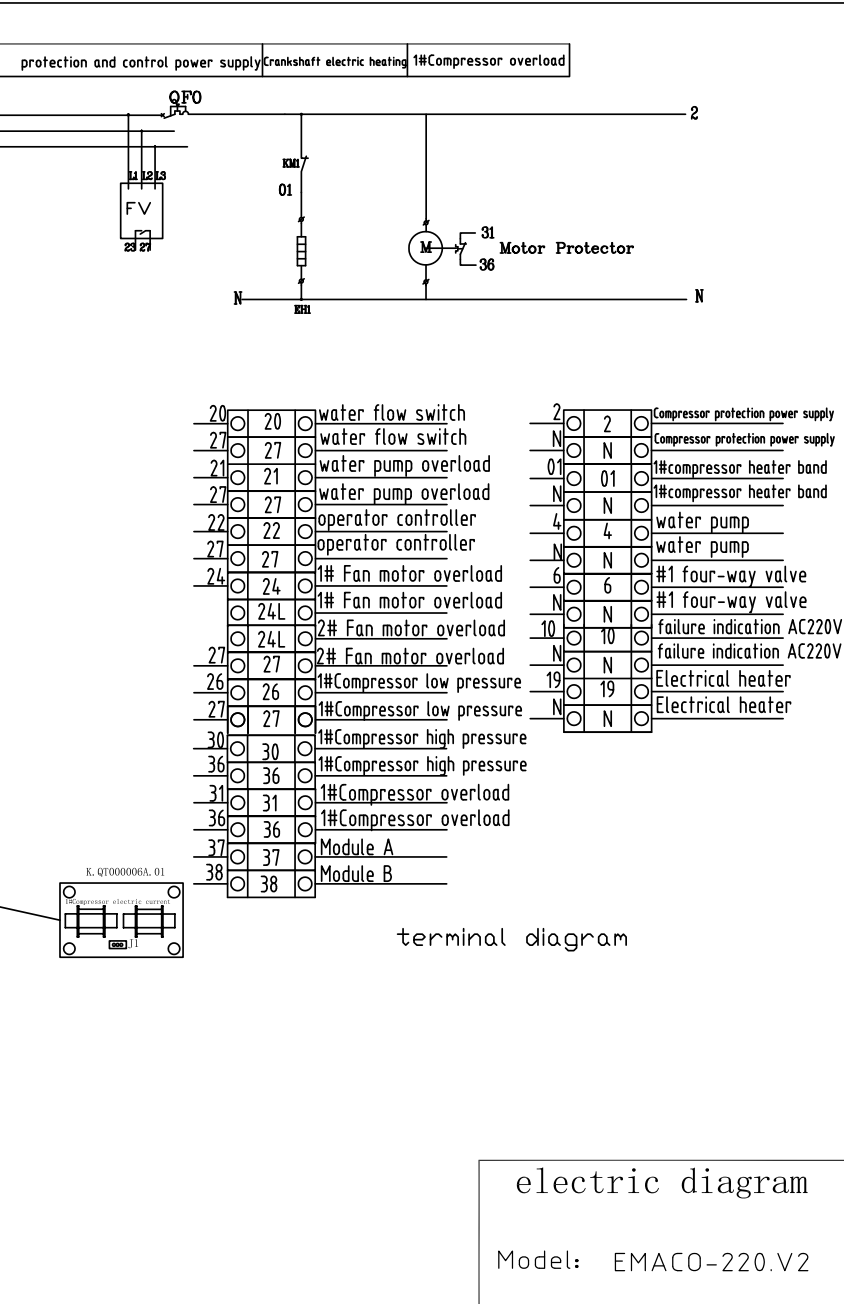 protection and control power supply Crankshaft electric heating 1#Compressor overload
QF0
2
L1 L2 L3
KM1
01
FV
23 27
M
31
36
Motor Protector
N
N
EH1
20 20 water flow switch
27 27 water flow switch
21 21 water pump overload
27 27 water pump overload
22 22 operator controller
27 27 operator controller
24 24 1# Fan motor overload
24L 1# Fan motor overload
24L 2# Fan motor overload
27 27 2# Fan motor overload
26 26 1#Compressor low pressure
27 27 1#Compressor low pressure
30 30 1#Compressor high pressure
36 36 1#Compressor high pressure
31 31 1#Compressor overload
36 36 1#Compressor overload
37 37 Module A
38 38 Module B
2 2 Compressor protection power supply
N N Compressor protection power supply
01 01 1#compressor heater band
N N 1#compressor heater band
4 4 water pump
N N water pump
6 6 #1 four-way valve
N N #1 four-way valve
10 10 failure indication AC220V
N N failure indication AC220V
19 19 Electrical heater
N N Electrical heater
K.QT000006A.01
1#Compressor electric current
J1
terminal diagram
electric diagram
Model: EMACO-220.V2